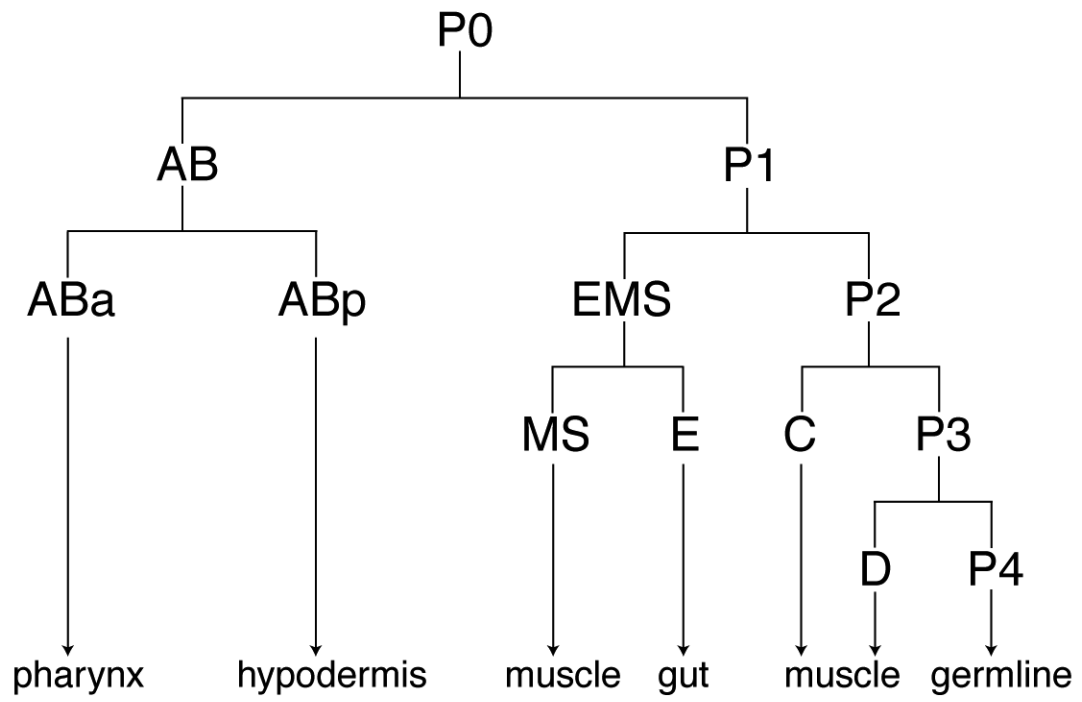 P0
AB P1
ABa ABp EMS P2
MS E C P3
D P4
pharynx hypodermis muscle gut muscle germline